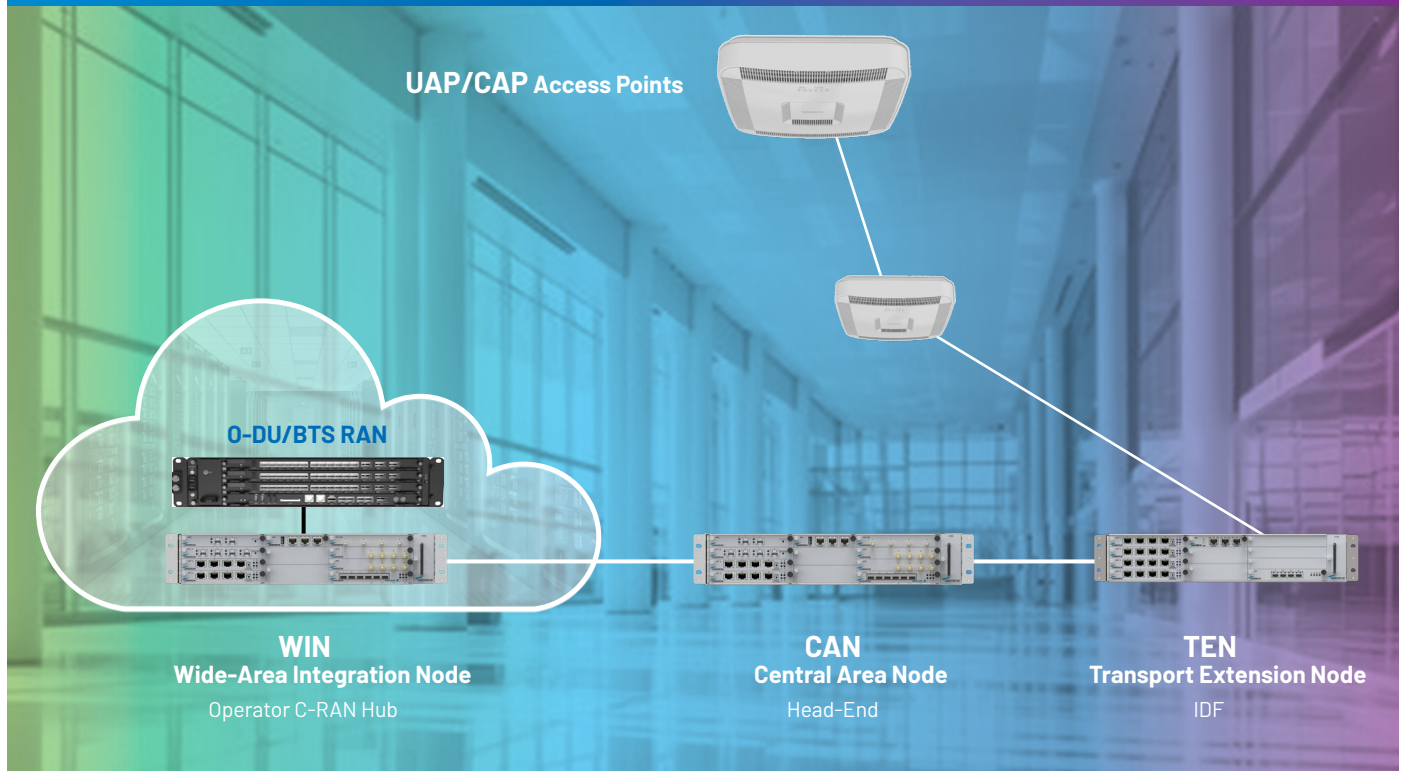 UAP/CAP Access Points
O-DU/BTS RAN
WIN
Wide-Area Integration Node
Operator C-RAN Hub
CAN
Central Area Node
Head-End
TEN
Transport Extension Node
IDF